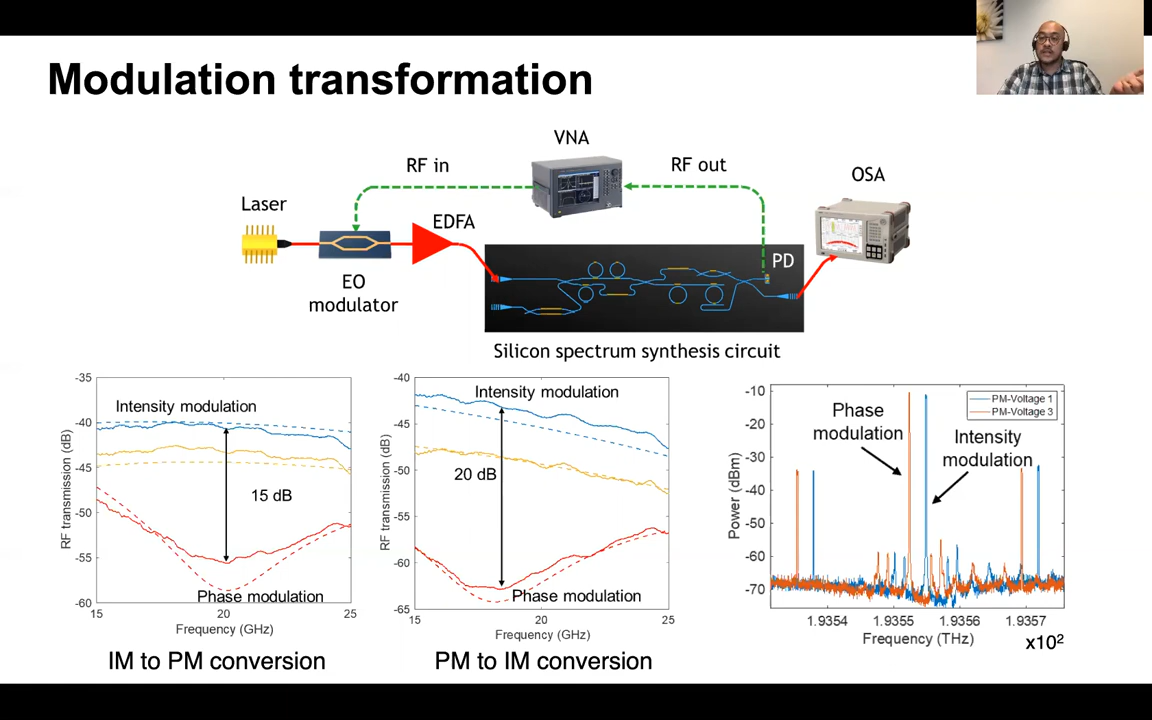 Modulation transformation
VNA
RF in
RF out
OSA
Laser
EDFA
PD
EO
modulator
Silicon spectrum synthesis circuit
-35
-40
-45
-50
-55
-60
RF transmission (dB)
Intensity modulation
15 dB
Phase modulation
15
20
25
Frequency (GHz)
IM to PM conversion
-40
-45
-50
-55
-60
-65
RF transmission (dB)
Intensity modulation
20 dB
Phase modulation
15
20
25
Frequency (GHz)
PM to IM conversion
-10
-20
-30
-40
-50
-60
-70
Power (dBm)
PM-Voltage 1
PM-Voltage 3
Phase
modulation
Intensity
modulation
1.9354
1.9355
1.9356
1.9357
Frequency (THz)
x10²